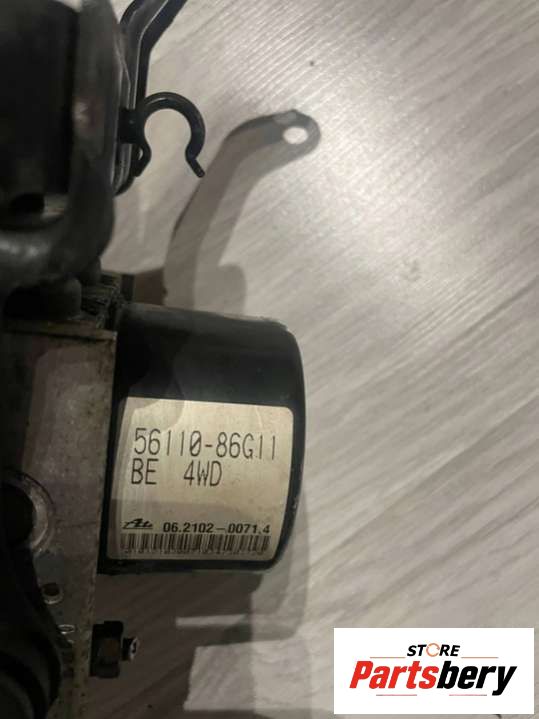 56110-86G11
BE 4WD
Ate 06.2102-0071.4
STORE
Partsbery